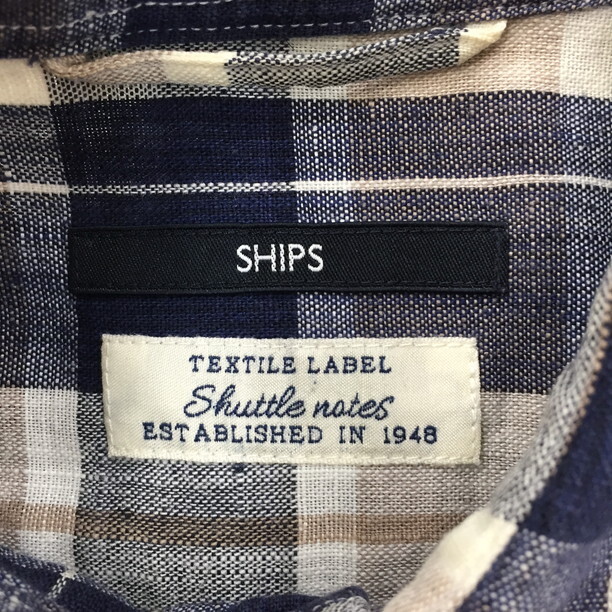 SHIPS
TEXTILE LABEL
Shuttle notes
ESTABLISHED IN 1948